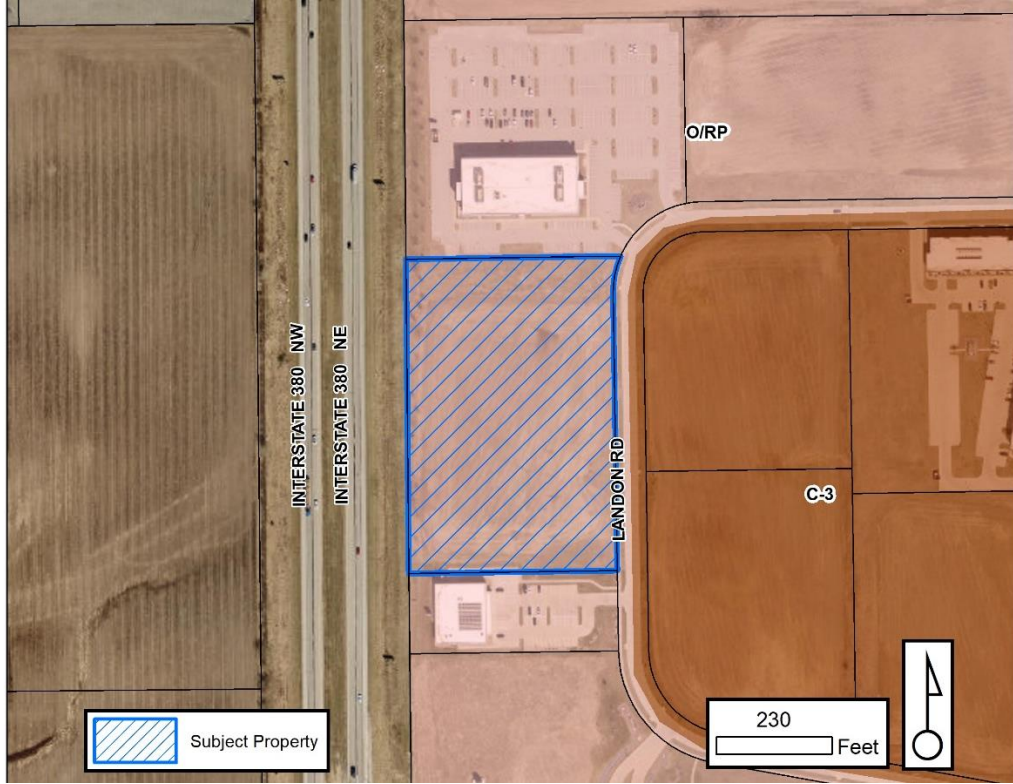 O/RP
INTERSTATE 380 NW
INTERSTATE 380 NE
LANDON RD
C-3
Subject Property
230
Feet